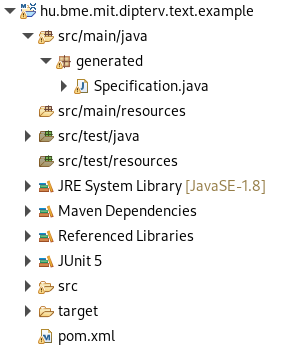 hu.bme.mit.dipterv.text.example
src/main/java
generated
Specification.java
src/main/resources
src/test/java
src/test/resources
JRE System Library [JavaSE-1.8]
Maven Dependencies
Referenced Libraries
JUnit 5
src
target
pom.xml